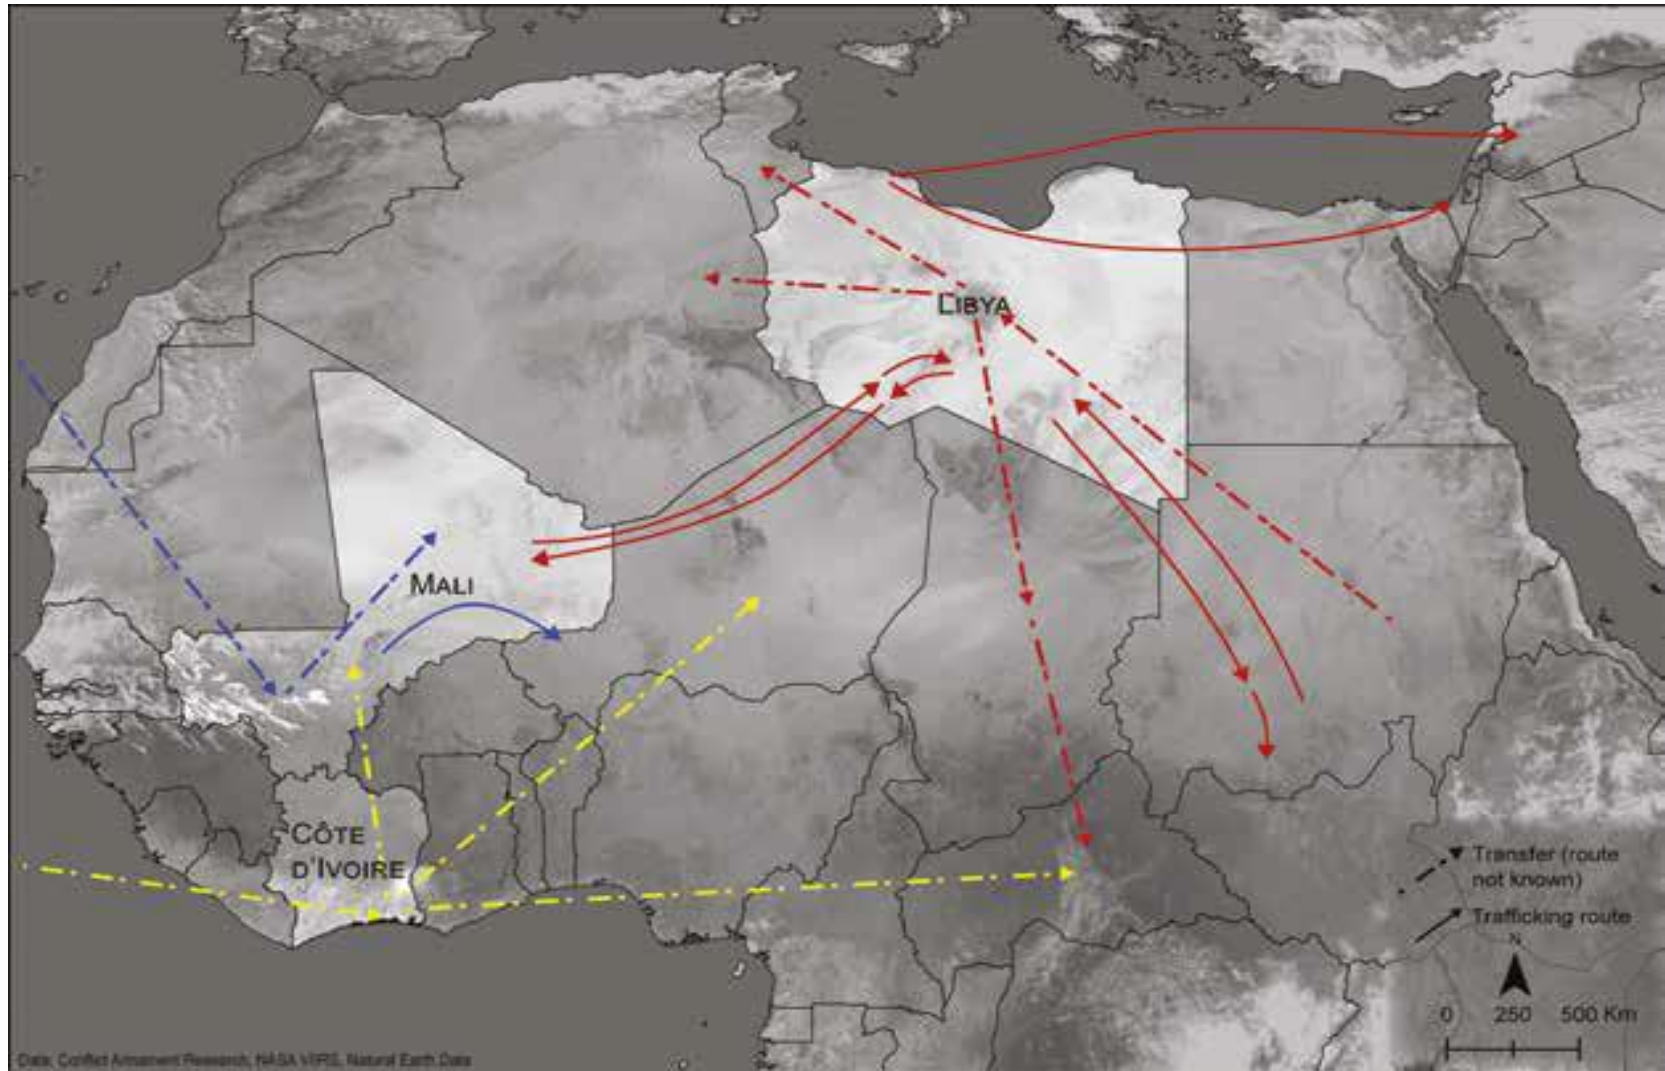 LIBYA
MALI
CÔTE
D'IVOIRE
Transfer (route
not known)
Trafficking route
N
0 250 500 Km
Data: Conflict Armament Research, NASA VIIRS, Natural Earth Data